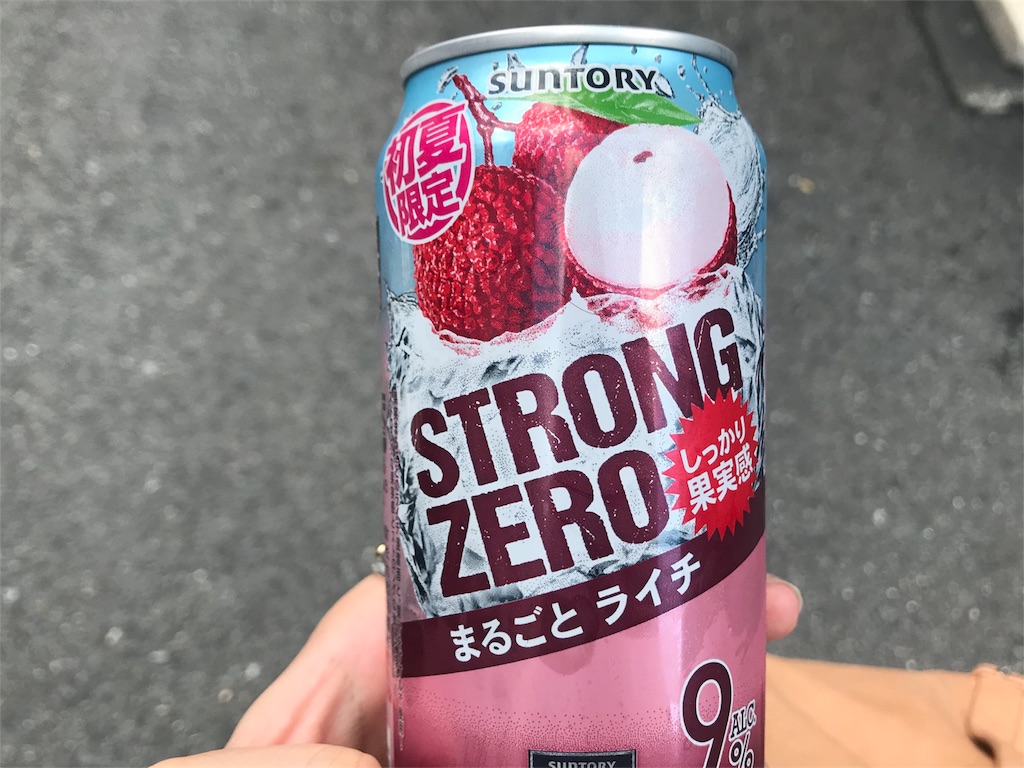 SUNTORY
初夏
限定
STRONG
ZERO
しっかり
果実感
まるごと ライチ
9 ALC.
%
SUNTORY